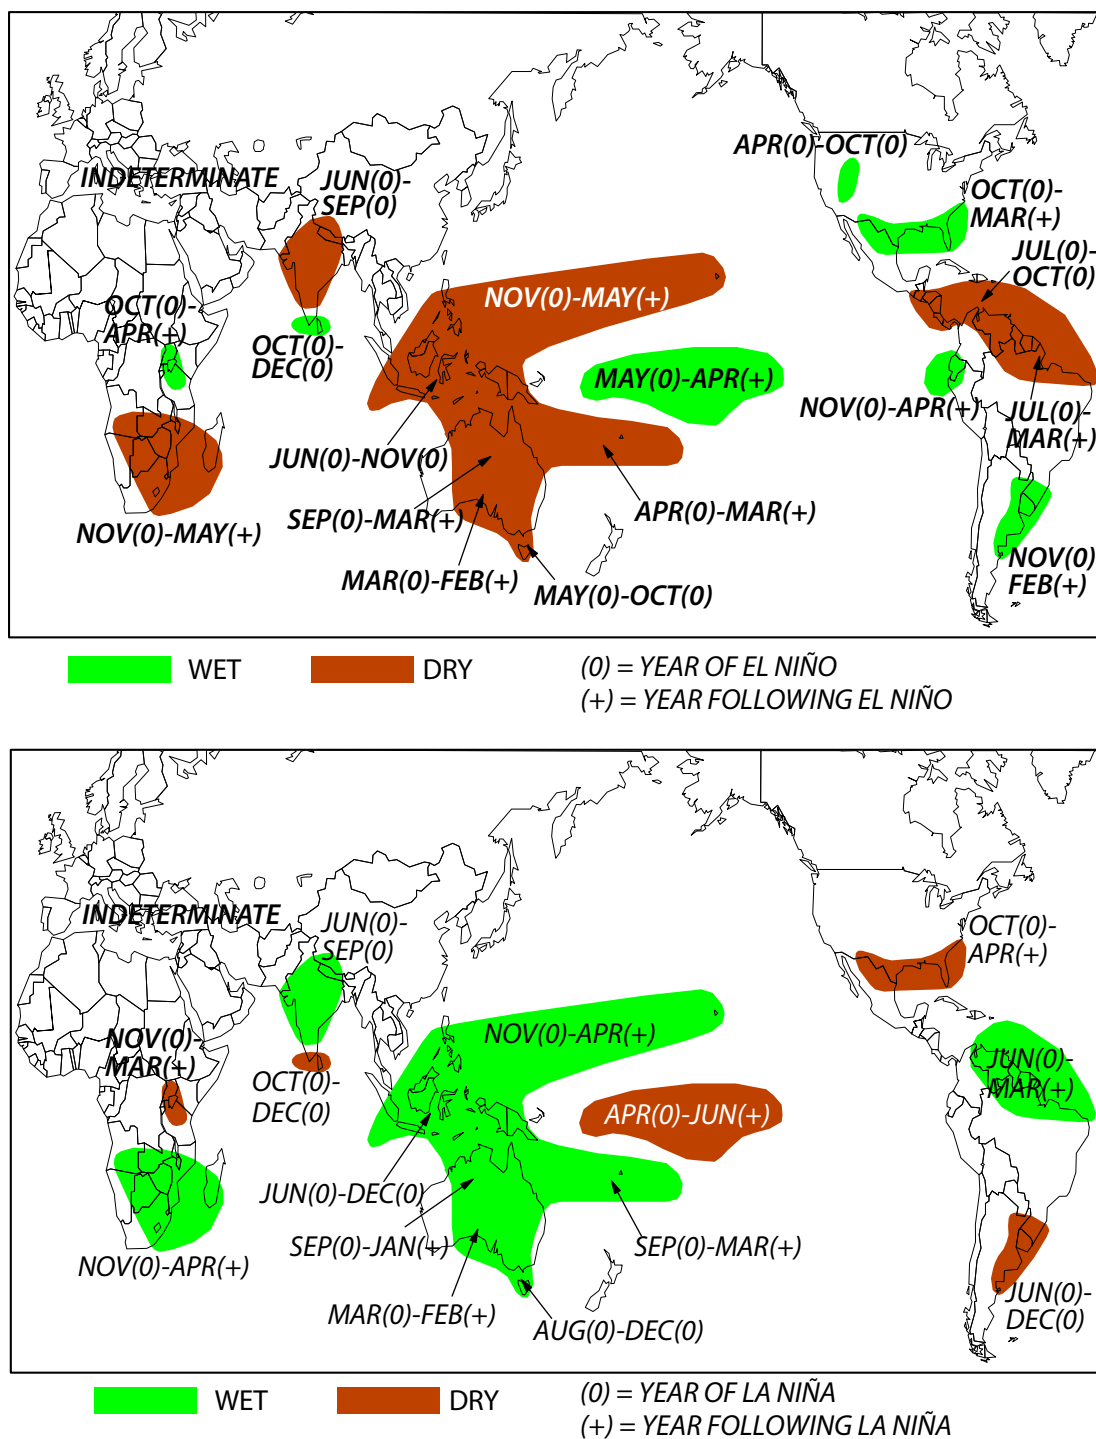 APR(0)-OCT(0)
INDETERMINATE
JUN(0)-
SEP(0)
OCT(0)-
MAR(+)
JUL(0)-
OCT(0)
OCT(0)-
APR(+)
NOV(0)-MAY(+)
OCT(0)-
DEC(0)
MAY(0)-APR(+)
NOV(0)-APR(+)
JUL(0)-
MAR(+)
JUN(0)-NOV(0)
SEP(0)-MAR(+)
APR(0)-MAR(+)
NOV(0)-MAY(+)
MAR(0)-FEB(+)
MAY(0)-OCT(0)
NOV(0)
FEB(+)
WET
DRY
(0) = YEAR OF EL NIÑO
(+) = YEAR FOLLOWING EL NIÑO
INDETERMINATE
JUN(0)-
SEP(0)
OCT(0)-
APR(+)
NOV(0)-
MAR(+)
NOV(0)-APR(+)
OCT(0)-
DEC(0)
JUN(0)-
MAR(+)
APR(0)-JUN(+)
JUN(0)-DEC(0)
SEP(0)-JAN(+)
SEP(0)-MAR(+)
NOV(0)-APR(+)
MAR(0)-FEB(+)
AUG(0)-DEC(0)
JUN(0)-
DEC(0)
WET
DRY
(0) = YEAR OF LA NIÑA
(+) = YEAR FOLLOWING LA NIÑA